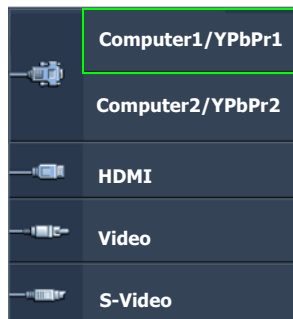 Computer1/YPbPr1
Computer2/YPbPr2
HDMI
Video
S-Video